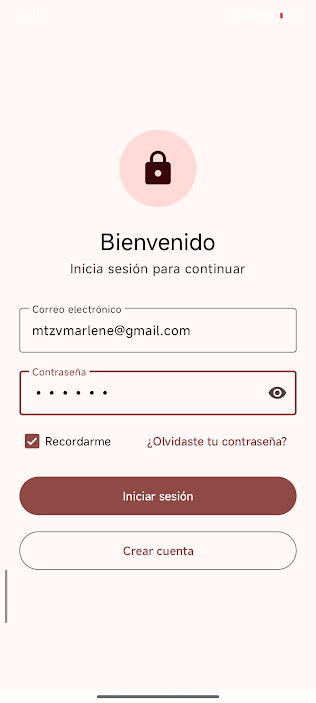 Bienvenido
Inicia sesión para continuar
Correo electrónico
mtzvmarlene@gmail.com
Contraseña
••••••
Recordarme
¿Olvidaste tu contraseña?
Iniciar sesión
Crear cuenta